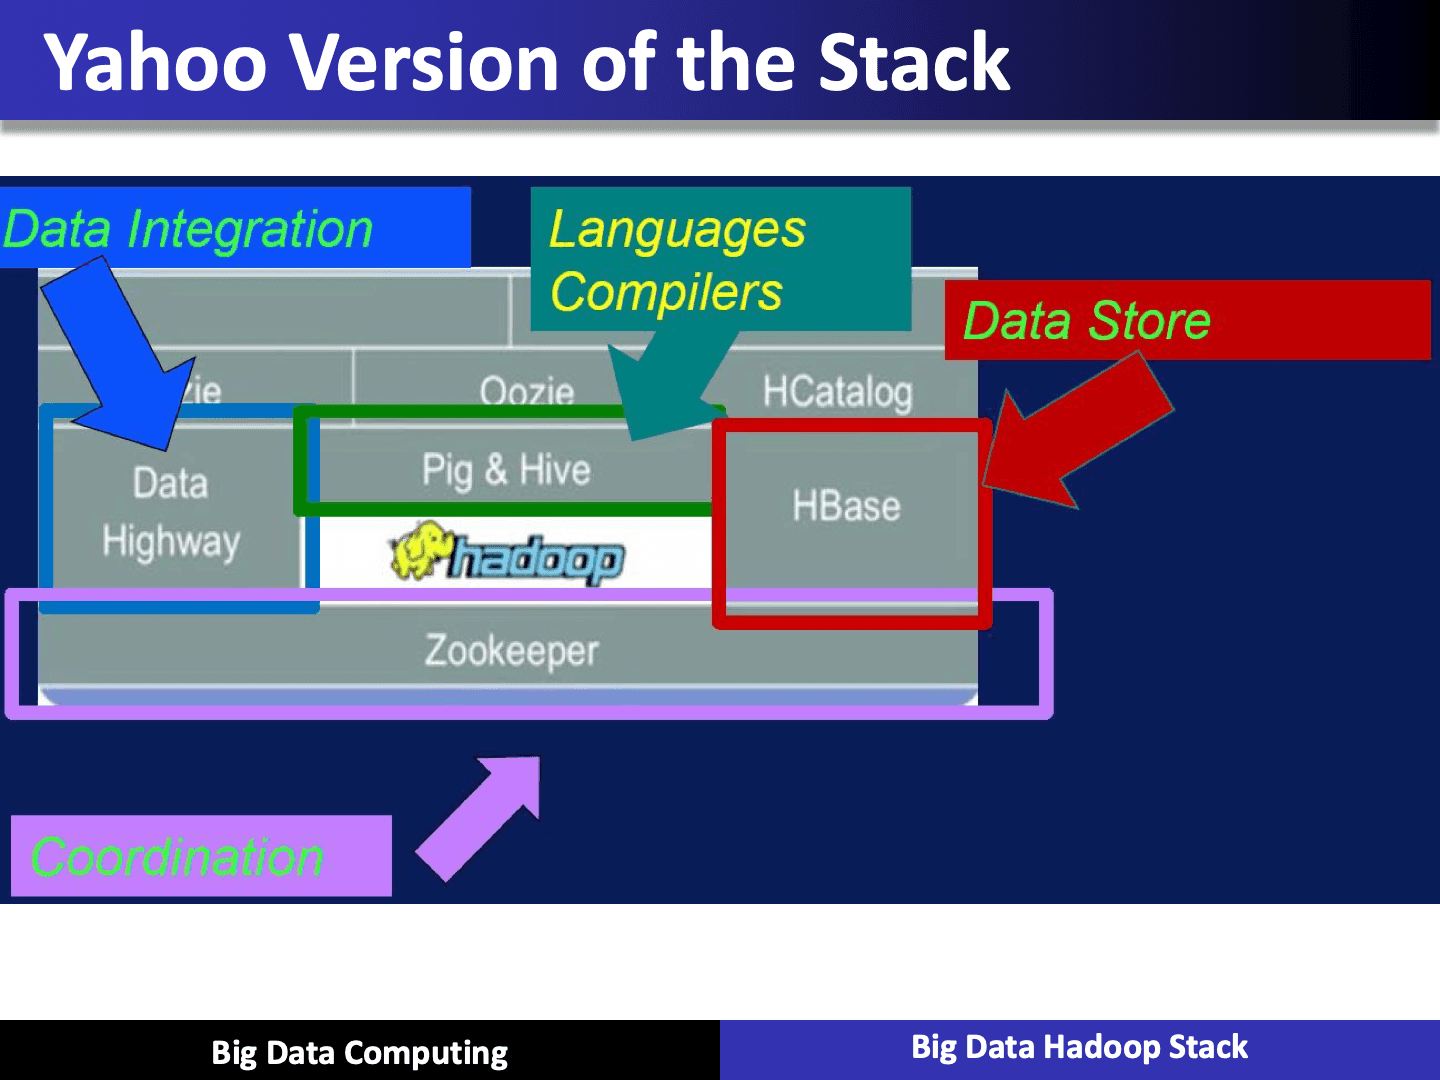 Yahoo Version of the Stack
Data Integration
Languages
Compilers
Data Store
zie
Oozie
HCatalog
Data
Highway
Pig & Hive
HBase
hadoop
Zookeeper
Coordination
Big Data Computing
Big Data Hadoop Stack